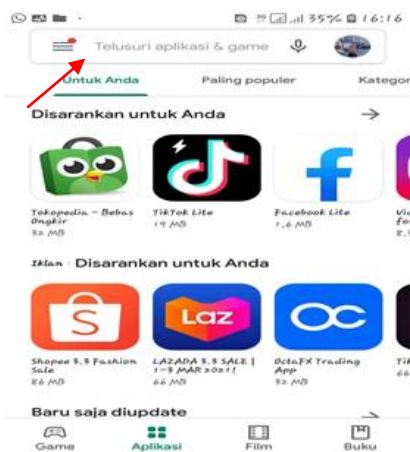 35% 16:16
Telusuri aplikasi & game
Untuk Anda Paling populer Kategor
Disarankan untuk Anda
Tokopedia - Bebas Ongkir
32 MB
TikTok Lite
19 MB
Facebook Lite
1,6 MB
Iklan · Disarankan untuk Anda
S
Laz
Shopee 3.3 Fashion Sale
86 MB
LAZADA 3.3 SALE | 1-3 MAR 2021!
66 MB
OctaFX Trading App
32 MB
Baru saja diupdate
Game Aplikasi Film Buku